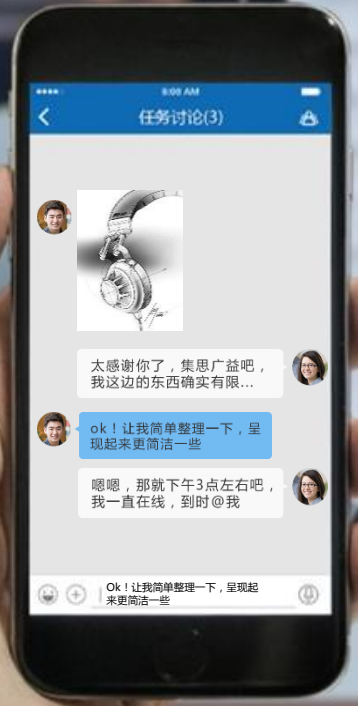 8:08 AM
任务讨论(3)
太感谢你了，集思广益吧，
我这边的东西确实有限...
ok！让我简单整理一下，呈
现起来更简洁一些
嗯嗯，那就下午3点左右吧，
我一直在线，到时@我
Ok！让我简单整理一下，呈现起
来更简洁一些